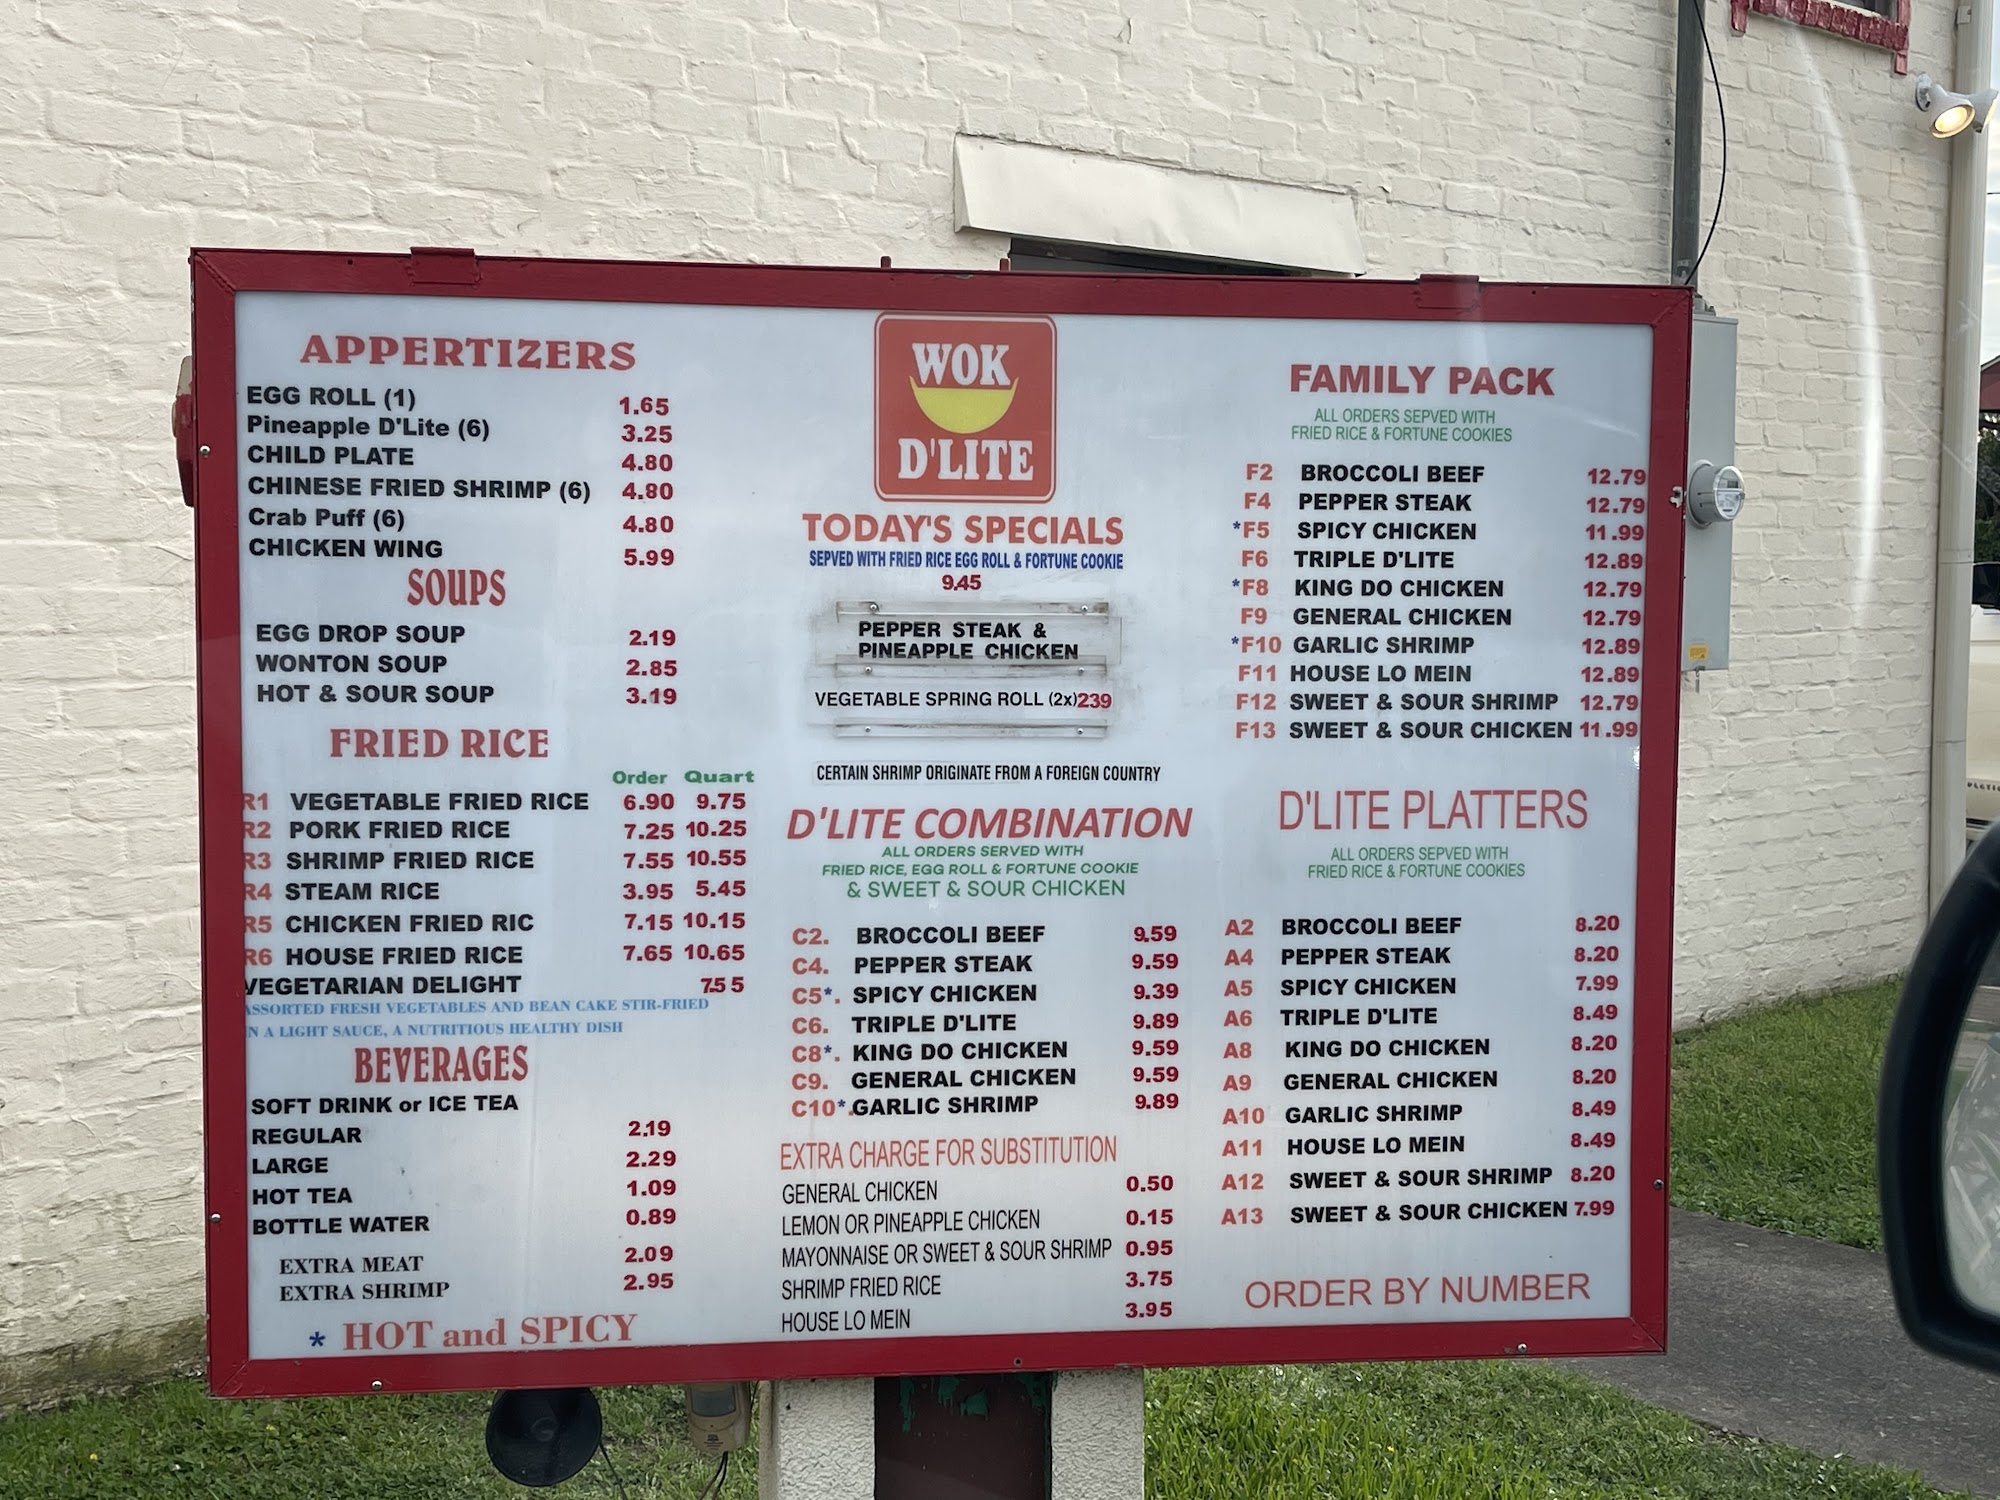 APPERTIZERS
EGG ROLL (1) 1.65
Pineapple D'Lite (6) 3.25
CHILD PLATE 4.80
CHINESE FRIED SHRIMP (6) 4.80
Crab Puff (6) 4.80
CHICKEN WING 5.99
SOUPS
EGG DROP SOUP 2.19
WONTON SOUP 2.85
HOT & SOUR SOUP 3.19
FRIED RICE
Order Quart
R1 VEGETABLE FRIED RICE 6.90 9.75
R2 PORK FRIED RICE 7.25 10.25
R3 SHRIMP FRIED RICE 7.55 10.55
R4 STEAM RICE 3.95 5.45
R5 CHICKEN FRIED RIC 7.15 10.15
R6 HOUSE FRIED RICE 7.65 10.65
VEGETARIAN DELIGHT 7.55
ASSORTED FRESH VEGETABLES AND BEAN CAKE STIR-FRIED
IN A LIGHT SAUCE, A NUTRITIOUS HEALTHY DISH
BEVERAGES
SOFT DRINK or ICE TEA
REGULAR 2.19
LARGE 2.29
HOT TEA 1.09
BOTTLE WATER 0.89
EXTRA MEAT 2.09
EXTRA SHRIMP 2.95
* HOT and SPICY
WOK
D'LITE
TODAY'S SPECIALS
SEPVED WITH FRIED RICE EGG ROLL & FORTUNE COOKIE
9.45
PEPPER STEAK &
PINEAPPLE CHICKEN
VEGETABLE SPRING ROLL (2x)239
CERTAIN SHRIMP ORIGINATE FROM A FOREIGN COUNTRY
D'LITE COMBINATION
ALL ORDERS SERVED WITH
FRIED RICE, EGG ROLL & FORTUNE COOKIE
& SWEET & SOUR CHICKEN
C2. BROCCOLI BEEF 9.59
C4. PEPPER STEAK 9.59
C5*. SPICY CHICKEN 9.39
C6. TRIPLE D'LITE 9.89
C8*. KING DO CHICKEN 9.59
C9. GENERAL CHICKEN 9.59
C10*. GARLIC SHRIMP 9.89
EXTRA CHARGE FOR SUBSTITUTION
GENERAL CHICKEN 0.50
LEMON OR PINEAPPLE CHICKEN 0.15
MAYONNAISE OR SWEET & SOUR SHRIMP 0.95
SHRIMP FRIED RICE 3.75
HOUSE LO MEIN 3.95
FAMILY PACK
ALL ORDERS SEPVED WITH
FRIED RICE & FORTUNE COOKIES
F2 BROCCOLI BEEF 12.79
F4 PEPPER STEAK 12.79
*F5 SPICY CHICKEN 11.99
F6 TRIPLE D'LITE 12.89
*F8 KING DO CHICKEN 12.79
F9 GENERAL CHICKEN 12.79
*F10 GARLIC SHRIMP 12.89
F11 HOUSE LO MEIN 12.89
F12 SWEET & SOUR SHRIMP 12.79
F13 SWEET & SOUR CHICKEN 11.99
D'LITE PLATTERS
ALL ORDERS SEPVED WITH
FRIED RICE & FORTUNE COOKIES
A2 BROCCOLI BEEF 8.20
A4 PEPPER STEAK 8.20
A5 SPICY CHICKEN 7.99
A6 TRIPLE D'LITE 8.49
A8 KING DO CHICKEN 8.20
A9 GENERAL CHICKEN 8.20
A10 GARLIC SHRIMP 8.49
A11 HOUSE LO MEIN 8.49
A12 SWEET & SOUR SHRIMP 8.20
A13 SWEET & SOUR CHICKEN 7.99
ORDER BY NUMBER